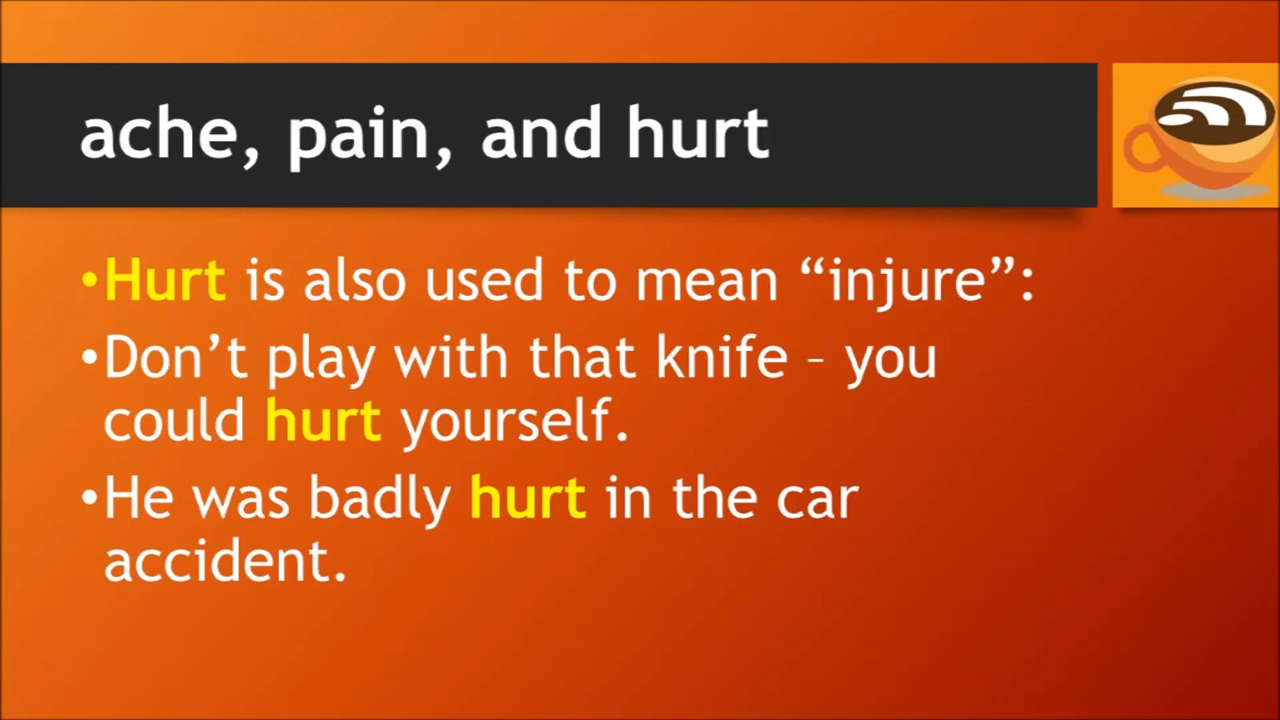 ache, pain, and hurt
•Hurt is also used to mean “injure”:
•Don’t play with that knife – you
could hurt yourself.
•He was badly hurt in the car
accident.